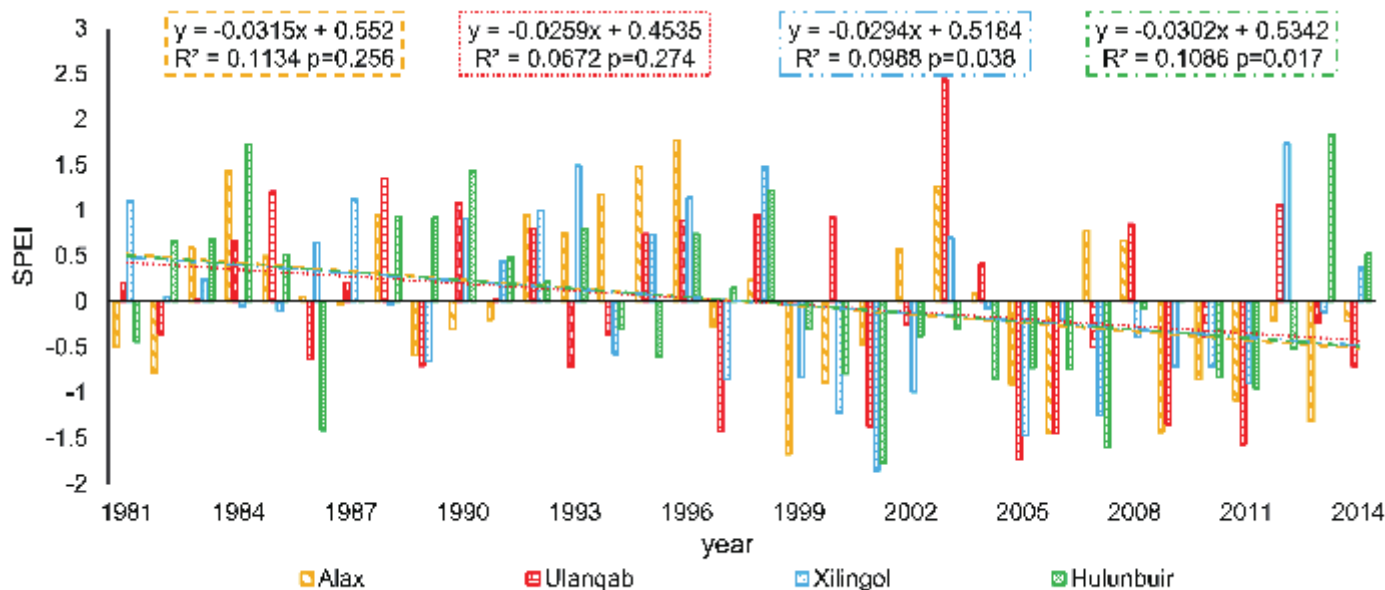 y = -0.0315x + 0.552
R² = 0.1134 p=0.256
y = -0.0259x + 0.4535
R² = 0.0672 p=0.274
y = -0.0294x + 0.5184
R² = 0.0988 p=0.038
y = -0.0302x + 0.5342
R² = 0.1086 p=0.017
3
2.5
2
1.5
1
0.5
0
-0.5
-1
-1.5
-2
SPEI
1981 1984 1987 1990 1993 1996 1999 2002 2005 2008 2011 2014
year
Alax Ulanqab Xilingol Hulunbuir